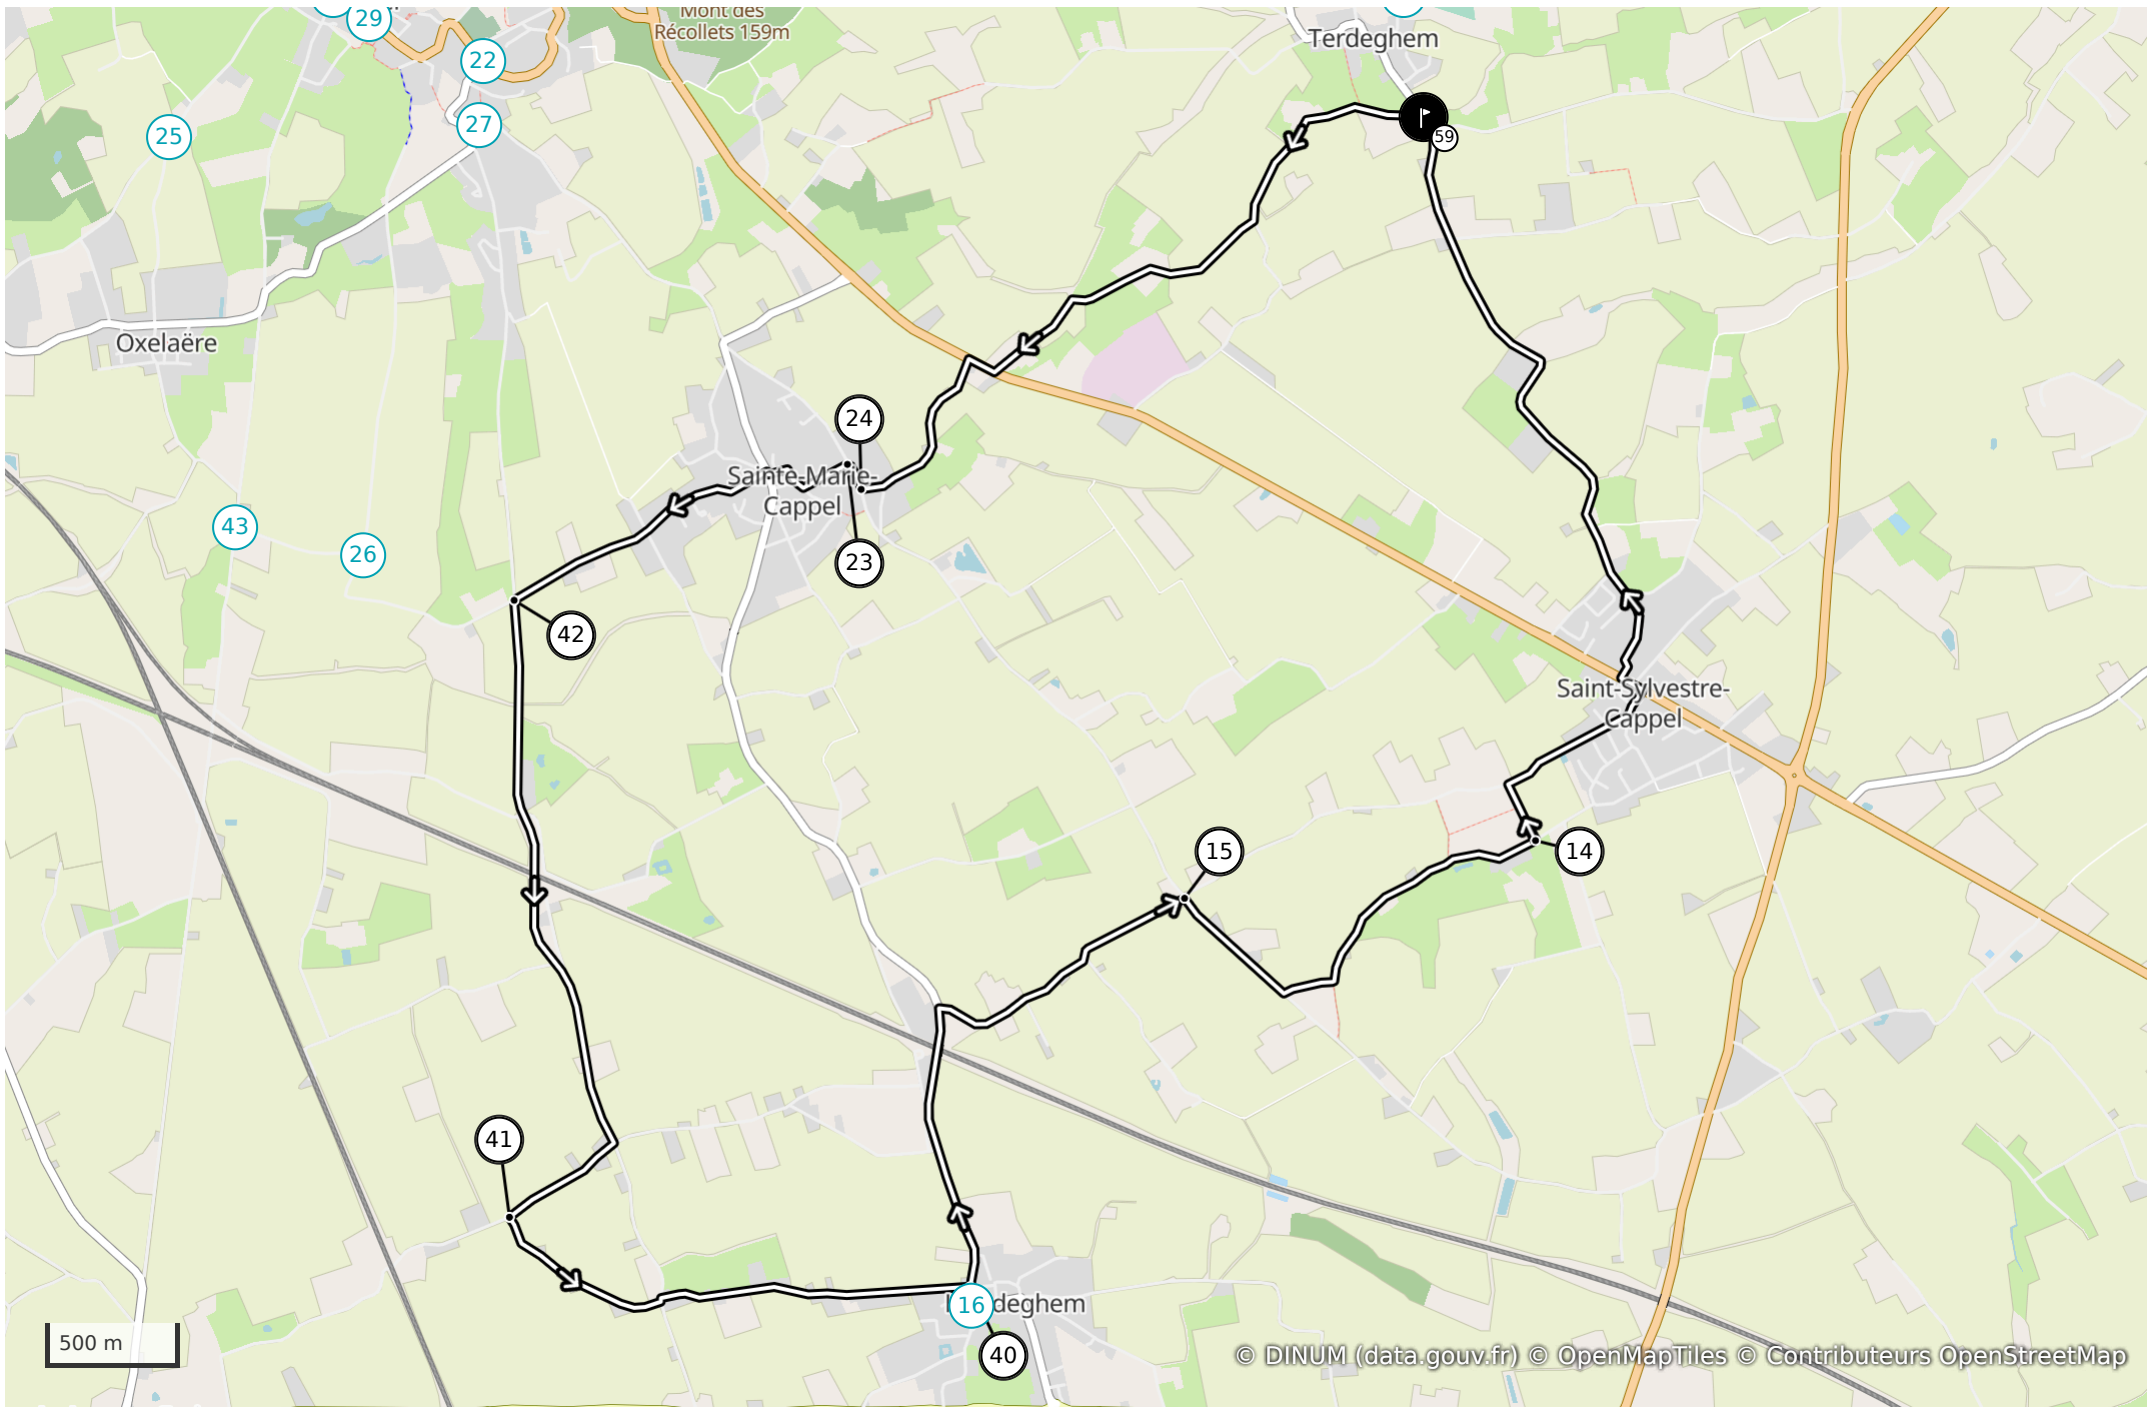 29
Mont des
Récollets 159m
Terdeghem
22
27
25
59
Oxelaëre
24
Sainte-Marie-
Cappel
43
26
23
42
Saint-Sylvestre-
Cappel
15
14
41
16
deghem
40
500 m
© DINUM (data.gouv.fr) © OpenMapTiles © Contributeurs OpenStreetMap